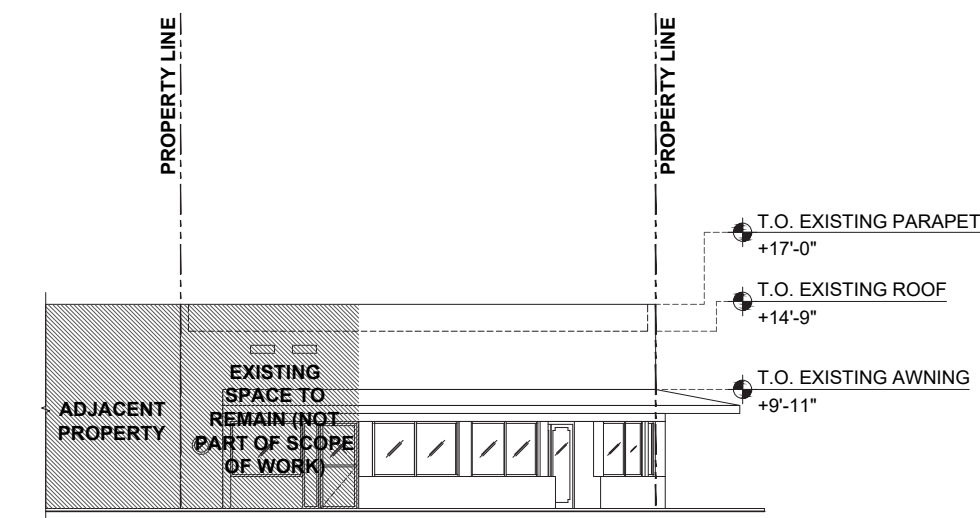 PROPERTY LINE
PROPERTY LINE
T.O. EXISTING PARAPET
+17'-0"
T.O. EXISTING ROOF
+14'-9"
T.O. EXISTING AWNING
+9'-11"
ADJACENT
PROPERTY
EXISTING
SPACE TO
REMAIN (NOT
PART OF SCOPE
OF WORK)